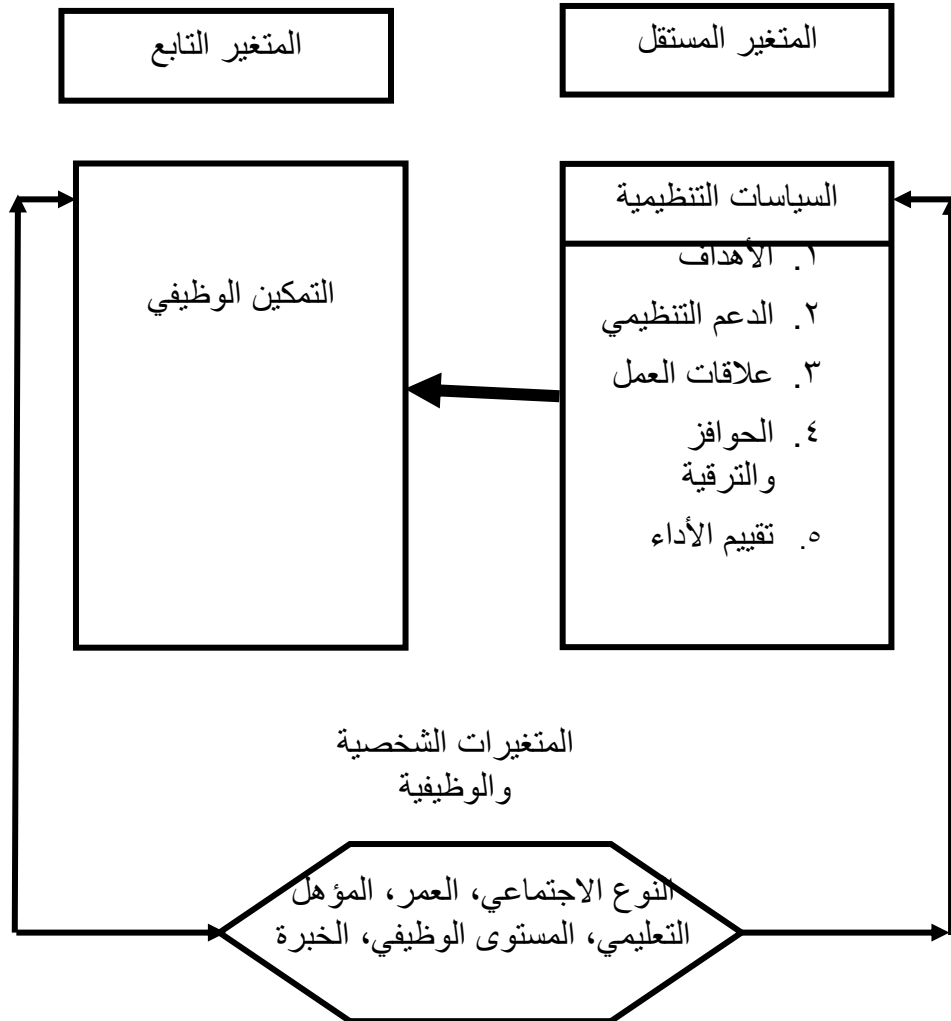 المتغير المستقل
المتغير التابع
السياسات التنظيمية
١. الأهداف
٢. الدعم التنظيمي
٣. علاقات العمل
٤. الحوافز
والترقية
٥. تقييم الأداء
التمكين الوظيفي
المتغيرات الشخصية
والوظيفية
النوع الاجتماعي، العمر، المؤهل
التعليمي، المستوى الوظيفي، الخبرة